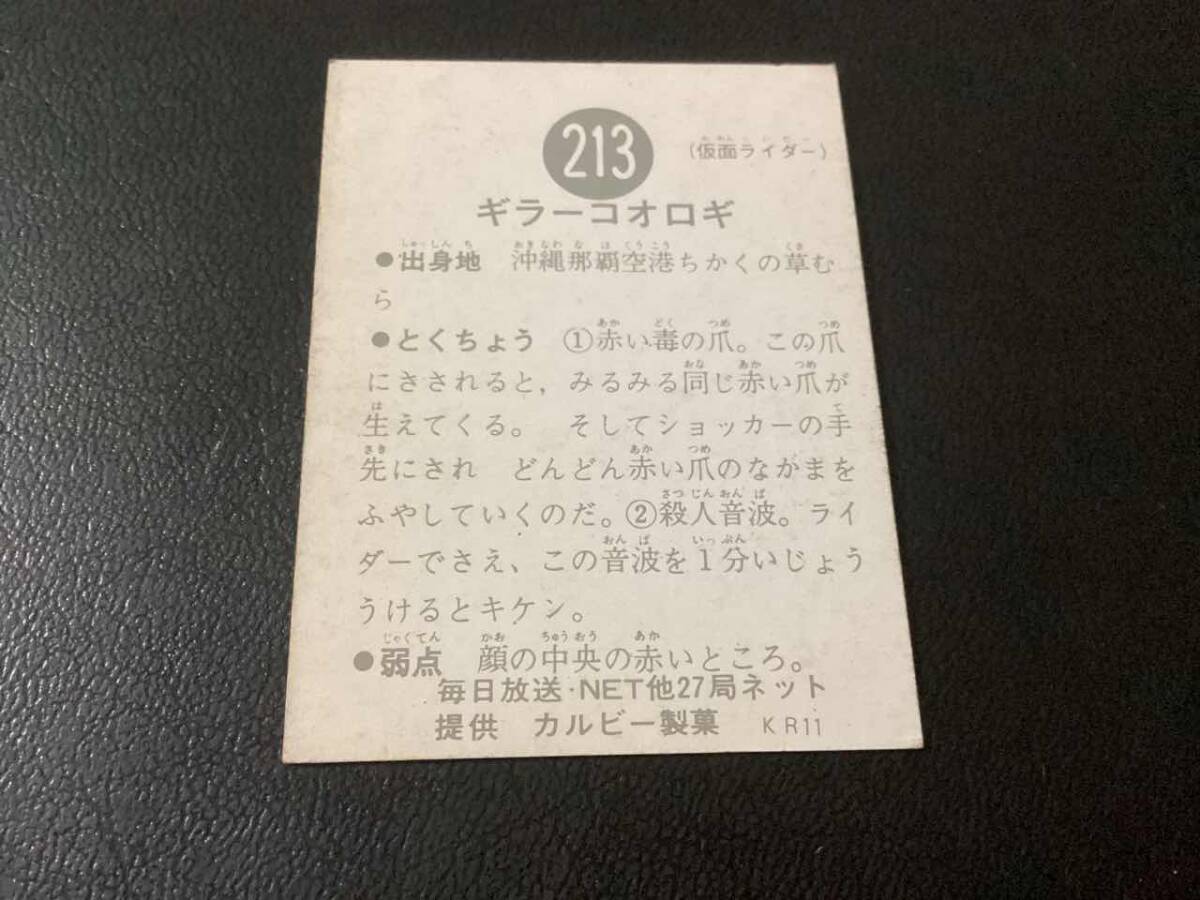 213
(仮面ライダー)
ギラーコオロギ
●出身地 沖縄那覇空港ちかくの草む
ら
●とくちょう ①赤い毒の爪。この爪
にさされると,みるみる同じ赤い爪が
生えてくる。 そしてショッカーの手
先にされ どんどん赤い爪のなかまを
ふやしていくのだ。②殺人音波。ライ
ダーでさえ、この音波を1分いじょう
うけるとキケン。
●弱点 顔の中央の赤いところ。
毎日放送・NET他27局ネット
提供 カルビー製菓 KR11